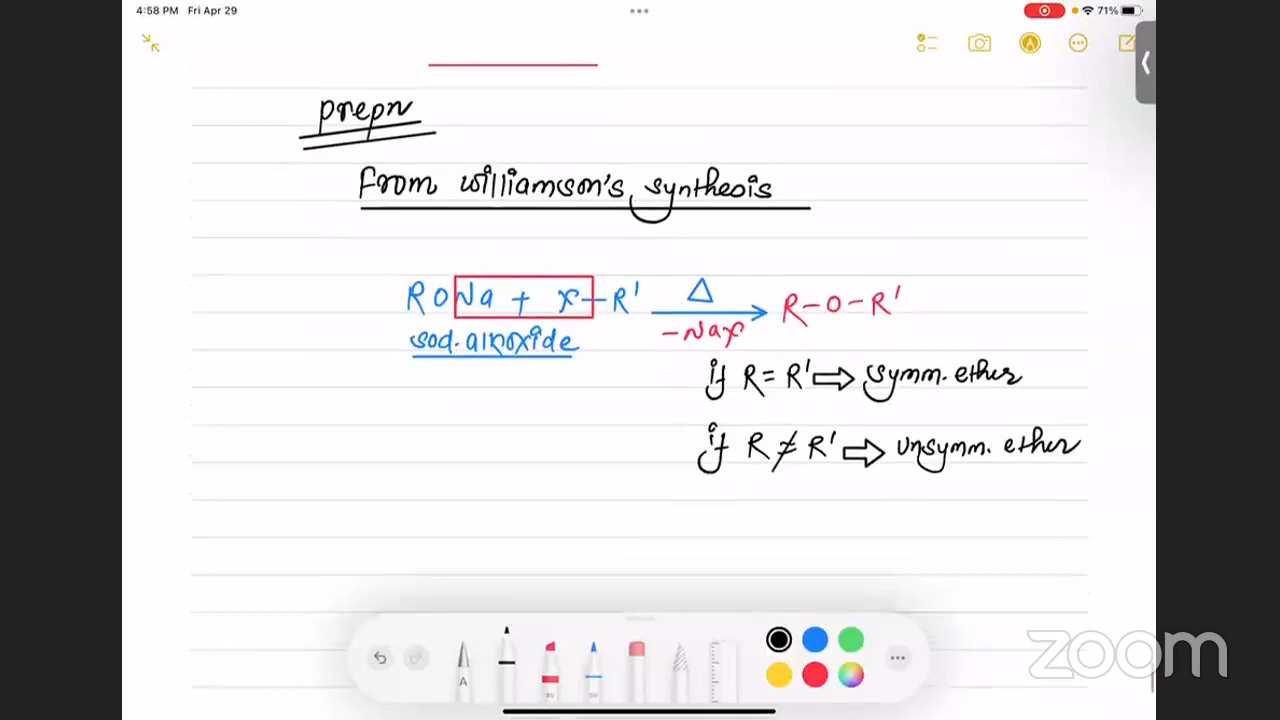 4:58 PM Fri Apr 29
71%
prepn
From williamson's synthesis
RONa + X-R' Δ R-O-R'
-NaX
sod. alkoxide
if R = R' ⇒ symm. ether
if R ≠ R' ⇒ unsymm. ether
A
zoom